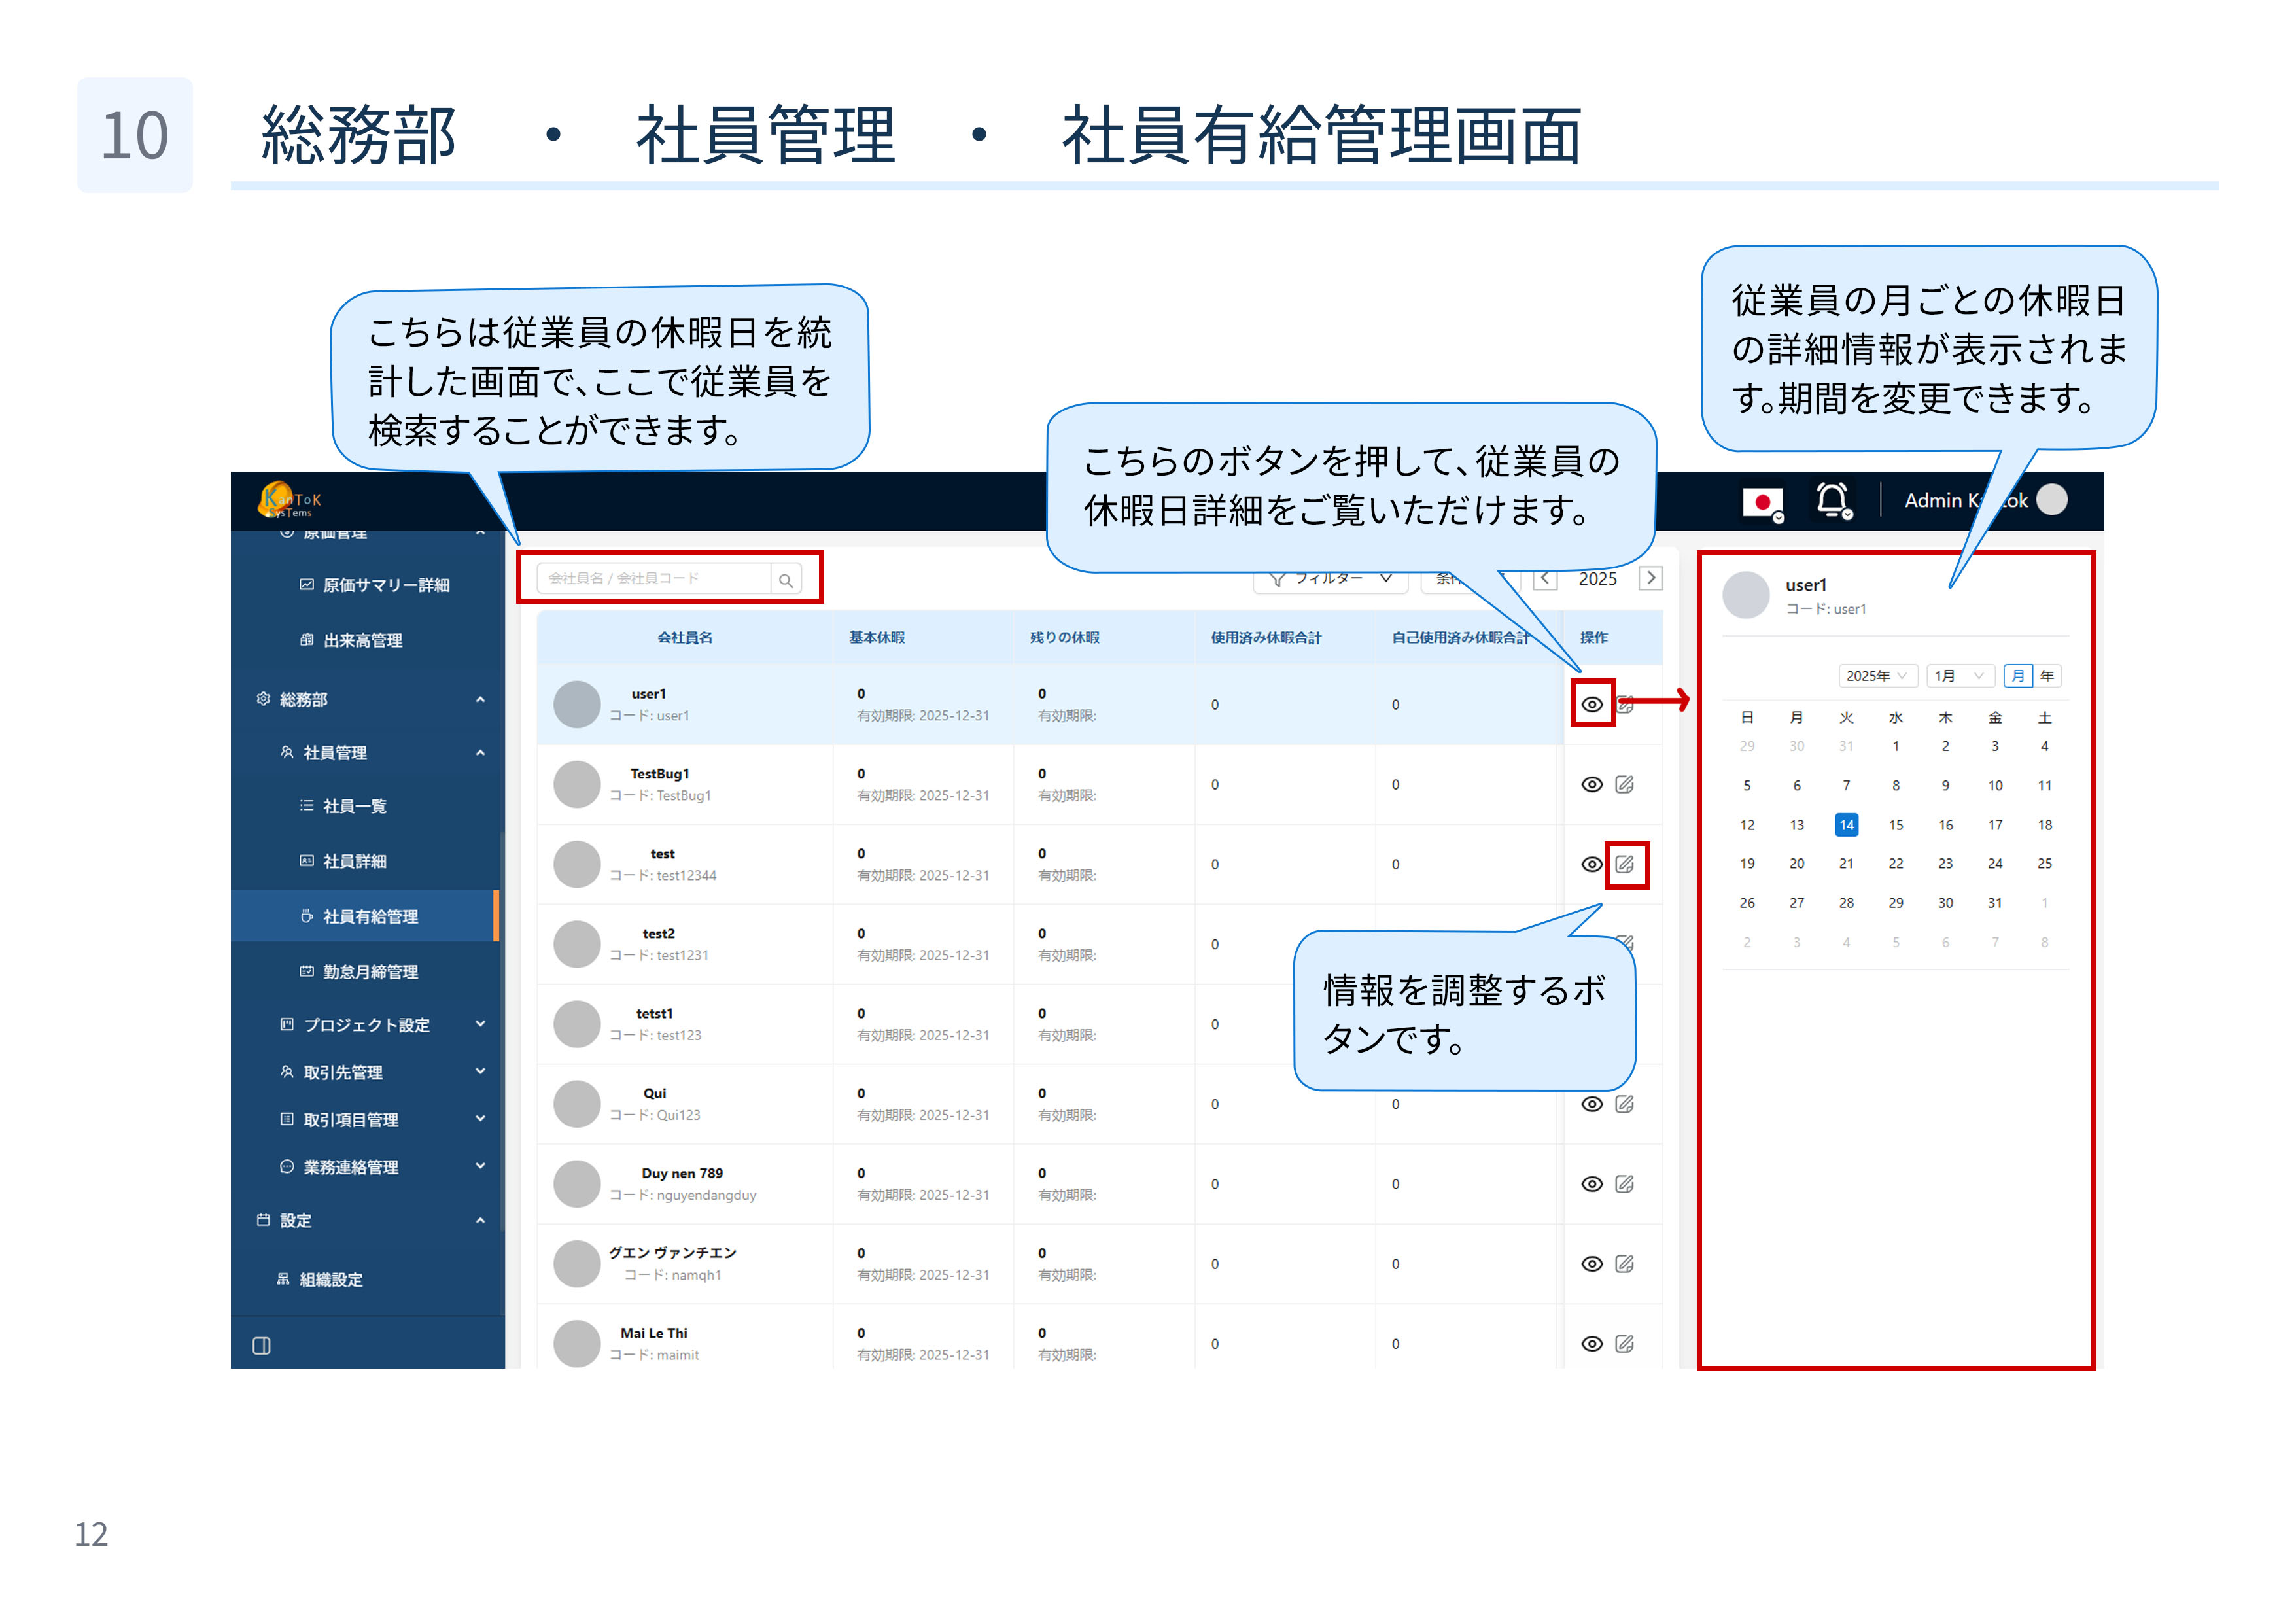 10
総務部 ・ 社員管理 ・ 社員有給管理画面
こちらは従業員の休暇日を統
計した画面で、ここで従業員を
検索することができます。
こちらのボタンを押して、従業員の
休暇日詳細をご覧いただけます。
従業員の月ごとの休暇日
の詳細情報が表示されま
す。期間を変更できます。
KanToK
SysTems
Admin K
ok
原価管理
原価サマリー詳細
出来高管理
総務部
社員管理
社員一覧
社員詳細
社員有給管理
勤怠月締管理
プロジェクト設定
取引先管理
取引項目管理
業務連絡管理
設定
組織設定
会社員名 / 会社員コード
フィルター
2025
会社員名 基本休暇 残りの休暇 使用済み休暇合計 自己使用済み休暇合計 操作
user1 0 0
コード: user1 有効期限: 2025-12-31 有効期限: 0 0
TestBug1 0 0
コード: TestBug1 有効期限: 2025-12-31 有効期限: 0 0
test 0 0
コード: test12344 有効期限: 2025-12-31 有効期限: 0 0
test2 0 0
コード: test1231 有効期限: 2025-12-31 有効期限: 0
tetst1 0 0
コード: test123 有効期限: 2025-12-31 有効期限: 0
Qui 0 0
コード: Qui123 有効期限: 2025-12-31 有効期限: 0 0
Duy nen 789 0 0
コード: nguyendangduy 有効期限: 2025-12-31 有効期限: 0 0
グエン ヴァンチエン 0 0
コード: namqh1 有効期限: 2025-12-31 有効期限: 0 0
Mai Le Thi 0 0
コード: maimit 有効期限: 2025-12-31 有効期限: 0 0
情報を調整するボ
タンです。
user1
コード: user1
2025年 1月 月 年
日 月 火 水 木 金 土
29 30 31 1 2 3 4
5 6 7 8 9 10 11
12 13 14 15 16 17 18
19 20 21 22 23 24 25
26 27 28 29 30 31 1
2 3 4 5 6 7 8
12